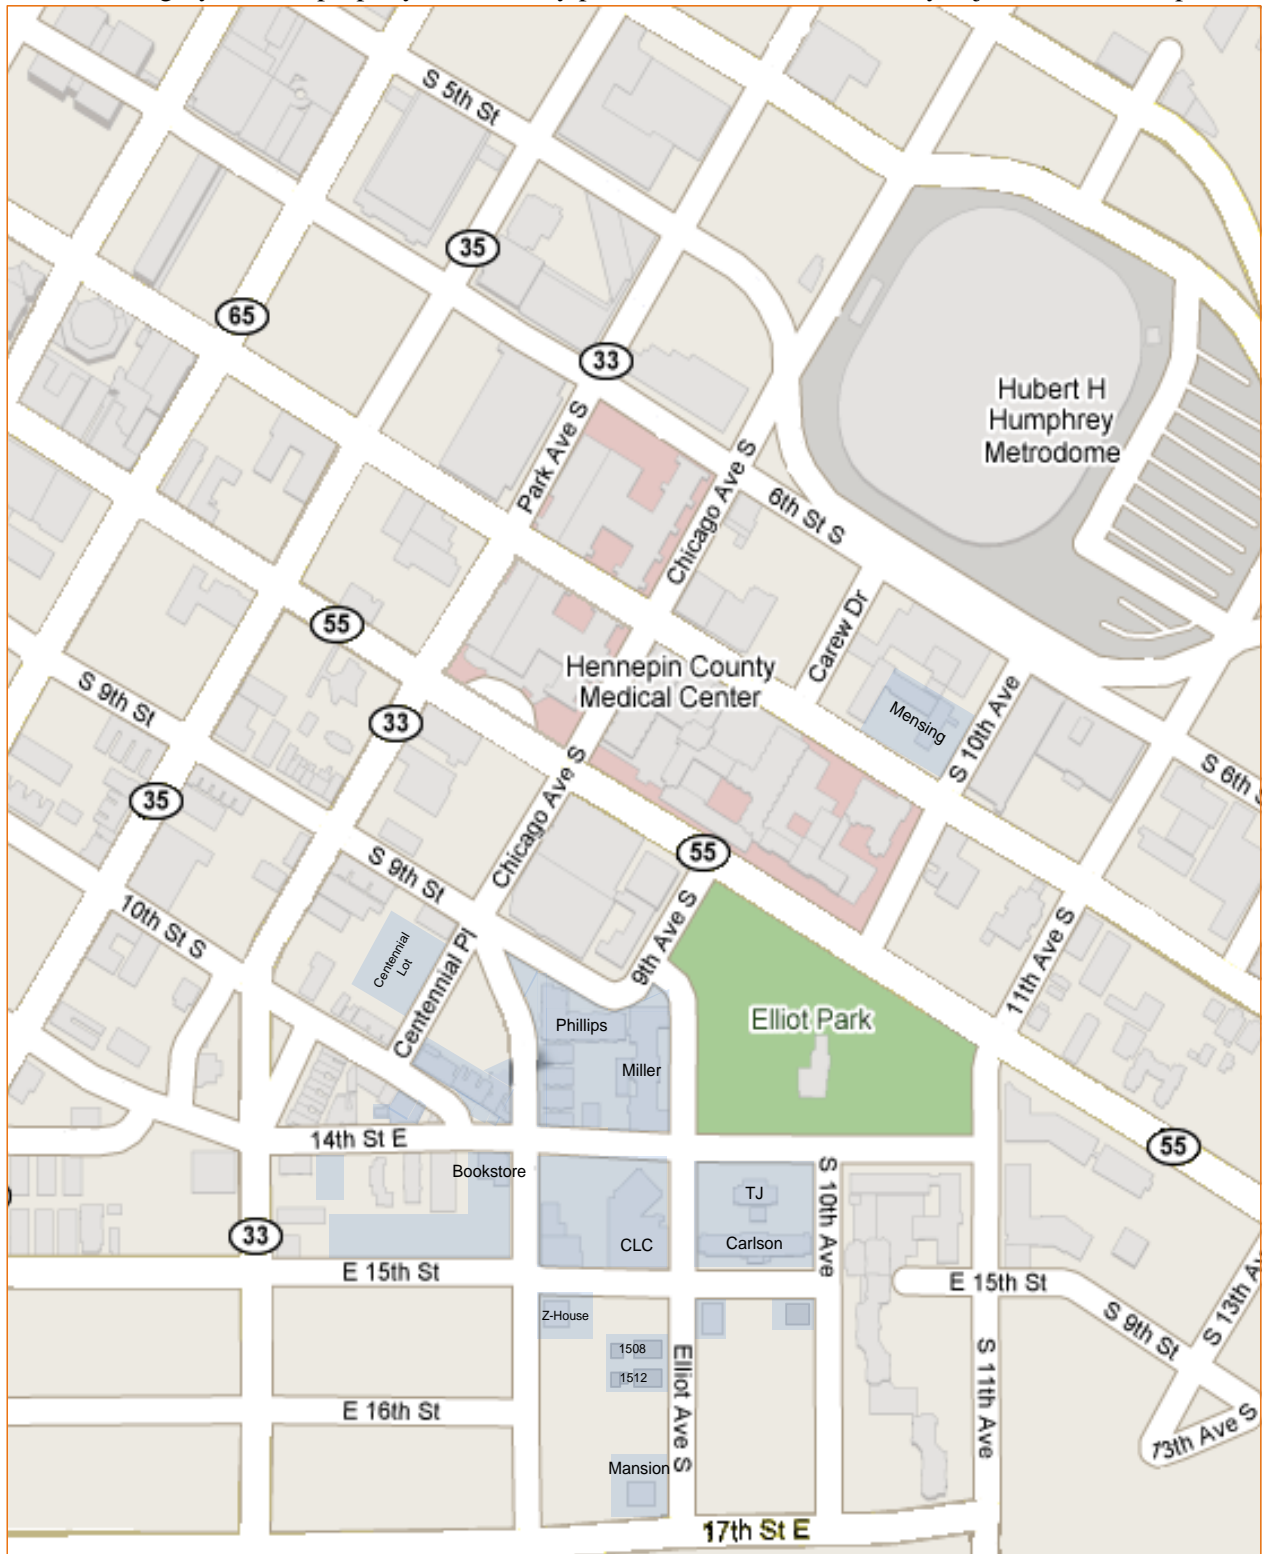 S 5th St
35
65
33
Hubert H
Humphrey
Metrodome
Park Ave S
Chicago Ave S
6th St S
55
Carew Dr
Hennepin County
Medical Center
S 9th St
33
Mensing
S 10th Ave
S 6th
35
Chicago Ave S
S 9th St
55
10th St S
Centennial
Lot
Centennial Pl
9th Ave S
11th Ave S
Phillips
Elliot Park
Miller
14th St E
55
Bookstore
S 10th Ave
TJ
33
CLC
Carlson
E 15th St
E 15th St
S 13th A
Z-House
S 9th St
1508
1512
Elliot Ave S
S 11th Ave
E 16th St
13th Ave S
Mansion
17th St E